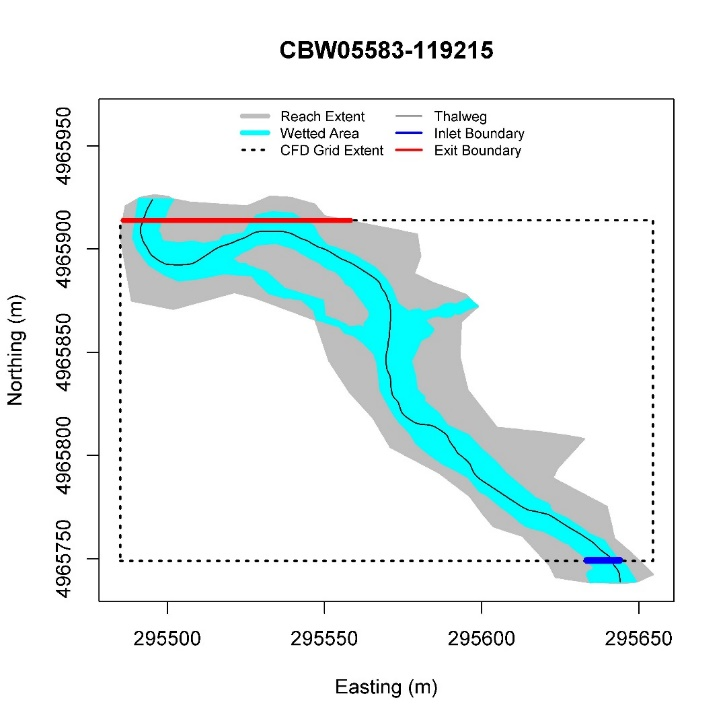 CBW05583-119215
Reach Extent
Wetted Area
CFD Grid Extent
Thalweg
Inlet Boundary
Exit Boundary
4965950
4965900
4965850
4965800
4965750
Northing (m)
295500 295550 295600 295650
Easting (m)